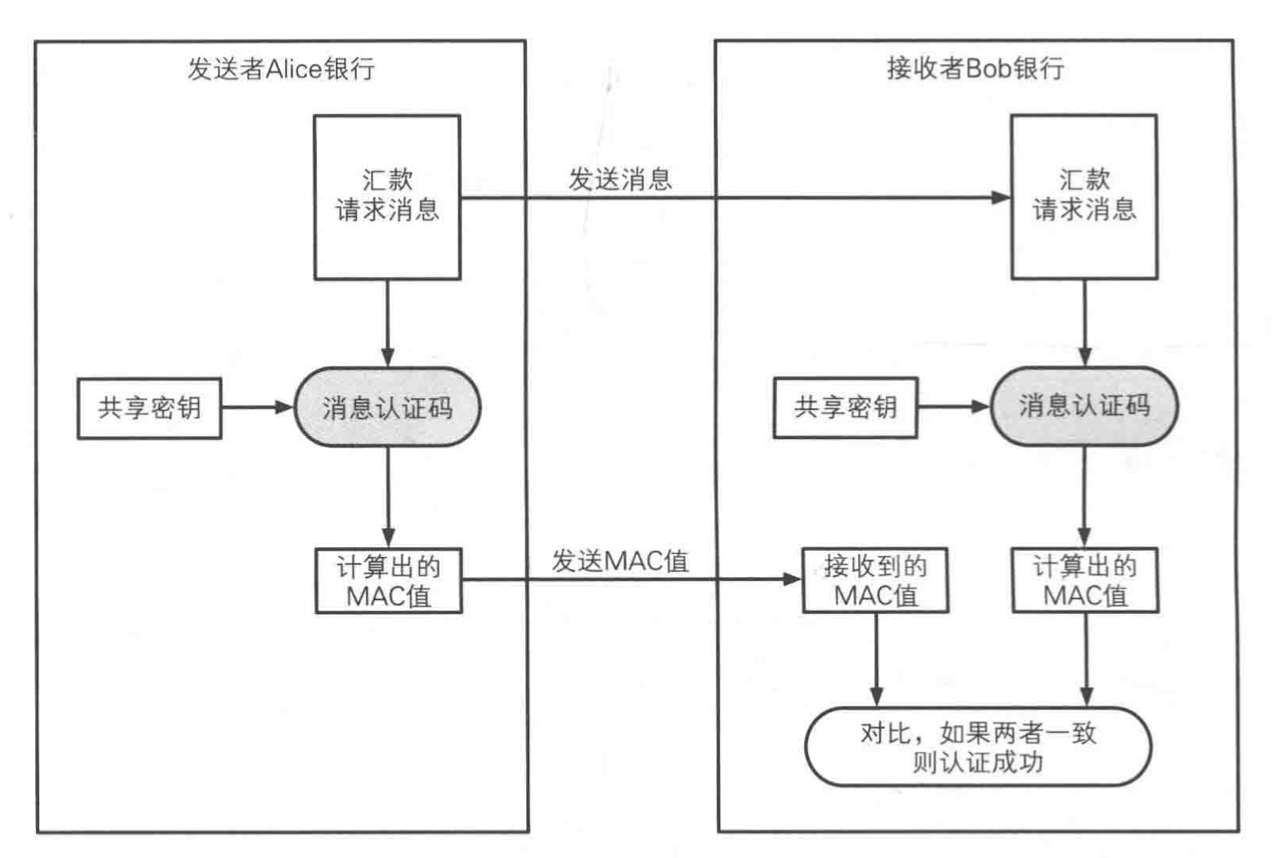 发送者Alice银行
接收者Bob银行
汇款
请求消息
发送消息
汇款
请求消息
共享密钥
消息认证码
共享密钥
消息认证码
计算出的
MAC值
发送MAC值
接收到的
MAC值
计算出的
MAC值
对比，如果两者一致
则认证成功